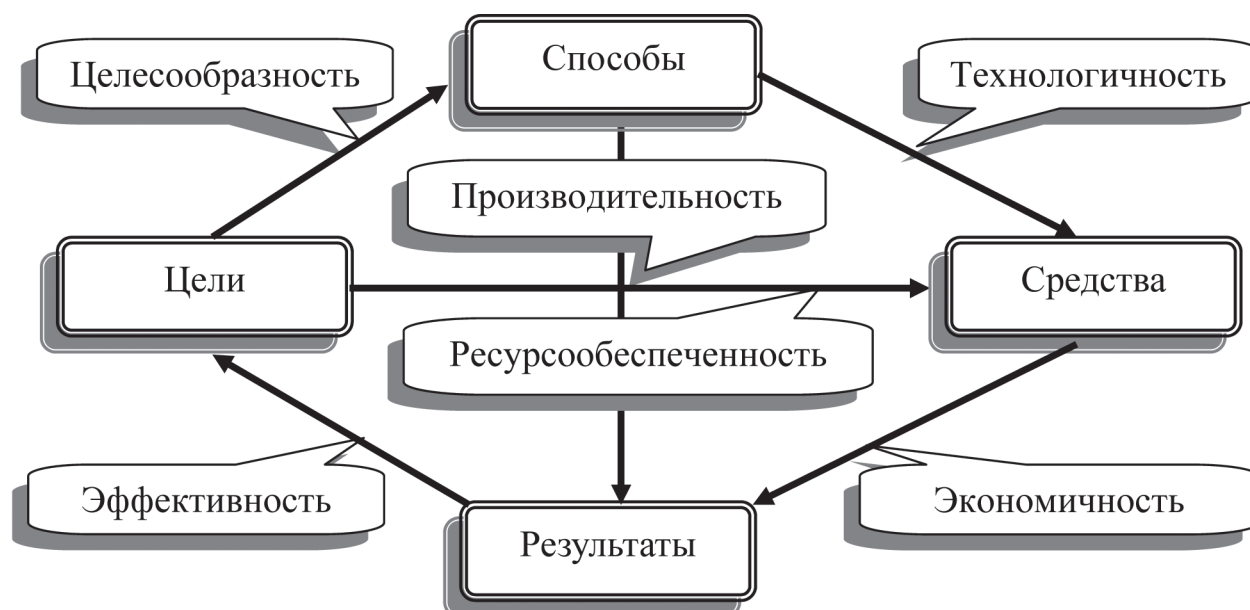 Способы
Целесообразность
Технологичность
Производительность
Цели
Средства
Ресурсообеспеченность
Эффективность
Экономичность
Результаты